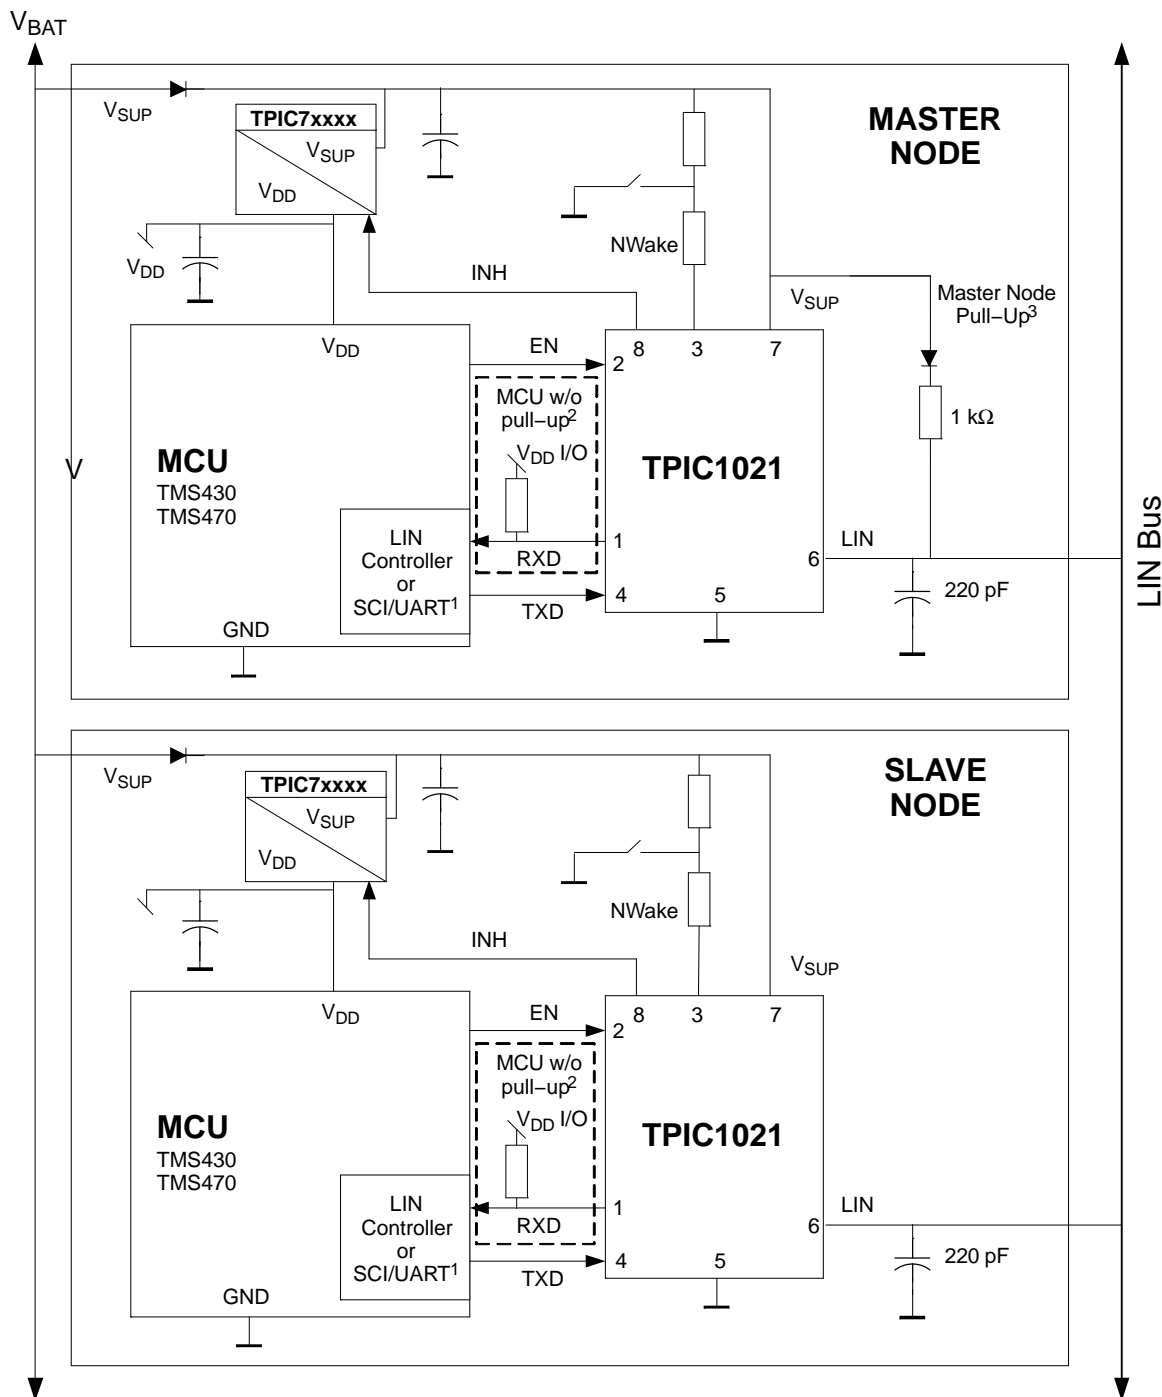 VBAT
VSUP
TPIC7xxxx
VSUP
VDD
MASTER
NODE
VDD
NWake
INH
VSUP
Master Node
Pull–Up3
VDD
EN
8
3
7
2
MCU w/o
pull–up2
VDD I/O
1 kΩ
V
MCU
TMS430
TMS470
TPIC1021
LIN
Controller
or
SCI/UART1
RXD
1
LIN
6
TXD
4
5
220 pF
GND
LIN Bus
VSUP
TPIC7xxxx
VSUP
VDD
SLAVE
NODE
NWake
INH
VSUP
VDD
EN
8
3
7
2
MCU w/o
pull–up2
VDD I/O
MCU
TMS430
TMS470
TPIC1021
LIN
Controller
or
SCI/UART1
RXD
1
LIN
6
TXD
4
5
220 pF
GND